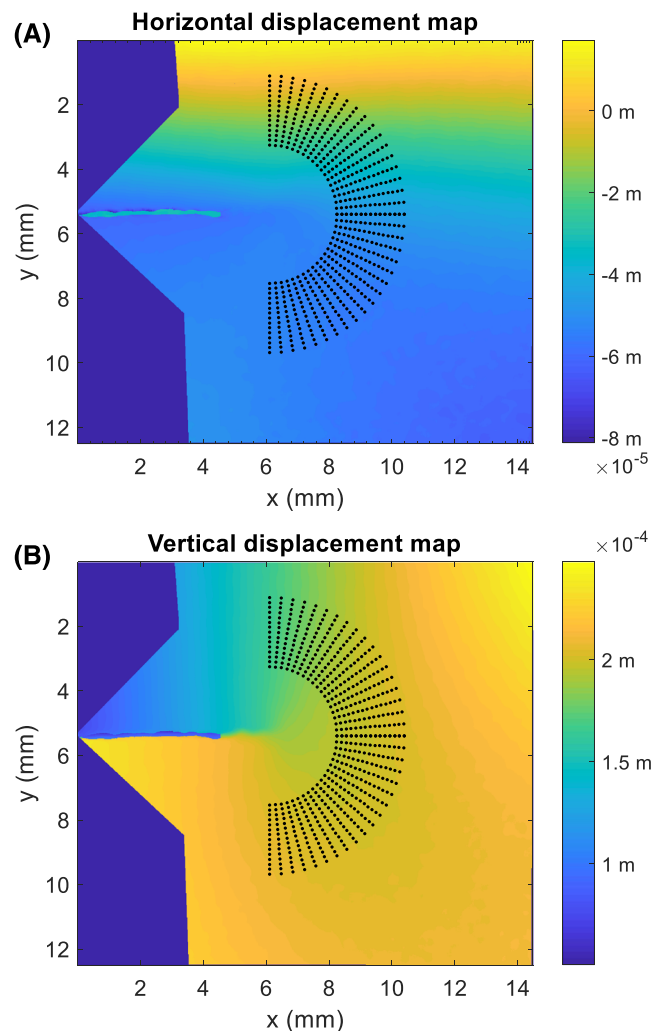 (A)
Horizontal displacement map
2
4
6
8
10
12
y (mm)
2 4 6 8 10 12 14
x (mm)
0 m
-2 m
-4 m
-6 m
-8 m
×10⁻⁵
(B)
Vertical displacement map
×10⁻⁴
2
4
6
8
10
12
y (mm)
2 4 6 8 10 12 14
x (mm)
2 m
1.5 m
1 m